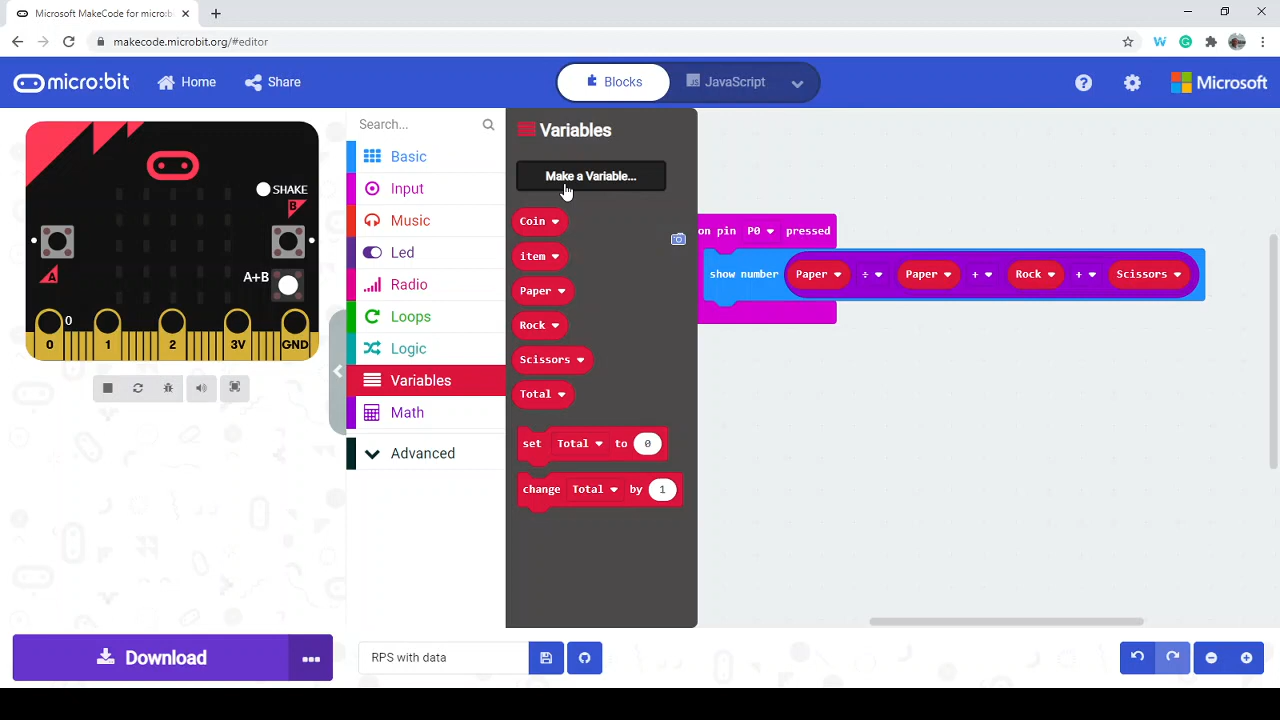 Microsoft MakeCode for micro:b
makecode.microbit.org/#editor
micro:bit
Home
Share
Blocks
JavaScript
Microsoft
SHAKE
B
A
A+B
0
0 1 2 3V GND
Download
Search...
Basic
Input
Music
Led
Radio
Loops
Logic
Variables
Math
Advanced
Variables
Make a Variable...
Coin
item
Paper
Rock
Scissors
Total
set Total to 0
change Total by 1
on pin P0 pressed
show number Paper ÷ Paper + Rock + Scissors
RPS with data